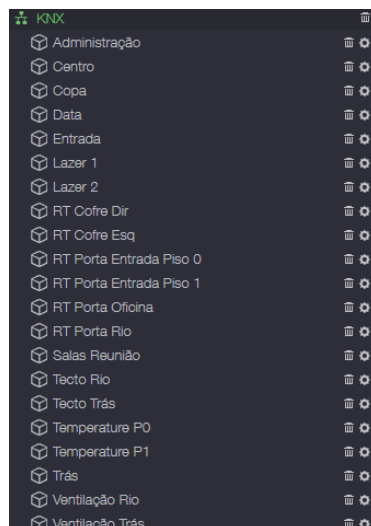 KNX
Administração
Centro
Copa
Data
Entrada
Lazer 1
Lazer 2
RT Cofre Dir
RT Cofre Esq
RT Porta Entrada Piso 0
RT Porta Entrada Piso 1
RT Porta Oficina
RT Porta Rio
Salas Reunião
Tecto Rio
Tecto Trás
Temperature P0
Temperature P1
Trás
Ventilação Rio
Ventilação Trás